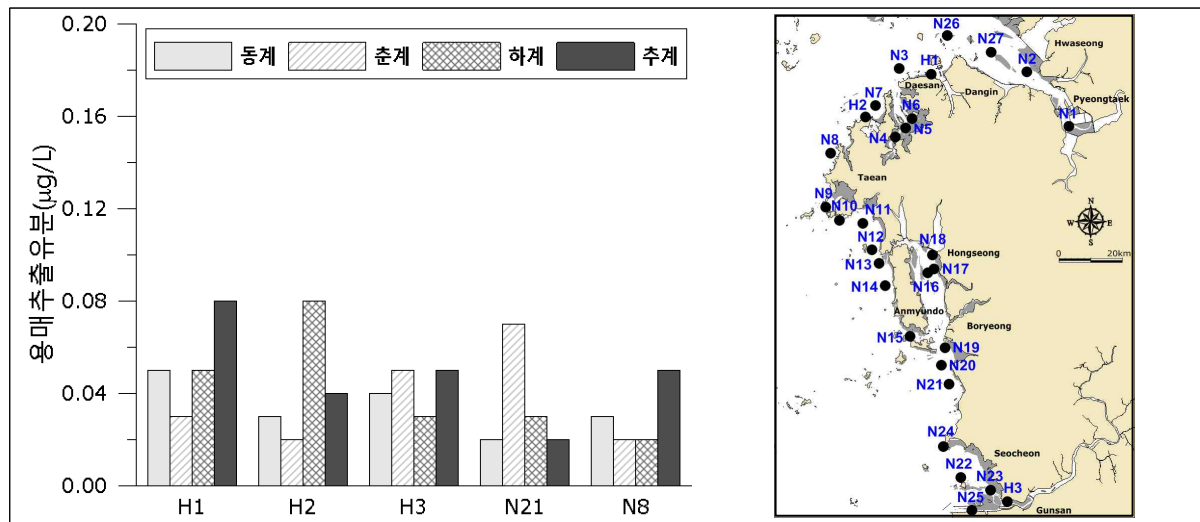 0.20
0.16
0.12
0.08
0.04
0.00
용매추출유분(μg/L)
동계 춘계 하계 추계
H1 H2 H3 N21 N8
N26
N27
Hwaseong
N3
H1
N2
Daesan
Dangin
Pyeongtaek
N7
N6
H2
N1
N5
N4
N8
Taean
N9
N10
N11
N
W E
S
N12
N18
Hongseong
20km
N13
N17
N16
N14
Anmyundo
Boryeong
N15
N19
N20
N21
N24
Seocheon
N22
N23
H3
N25
Gunsan